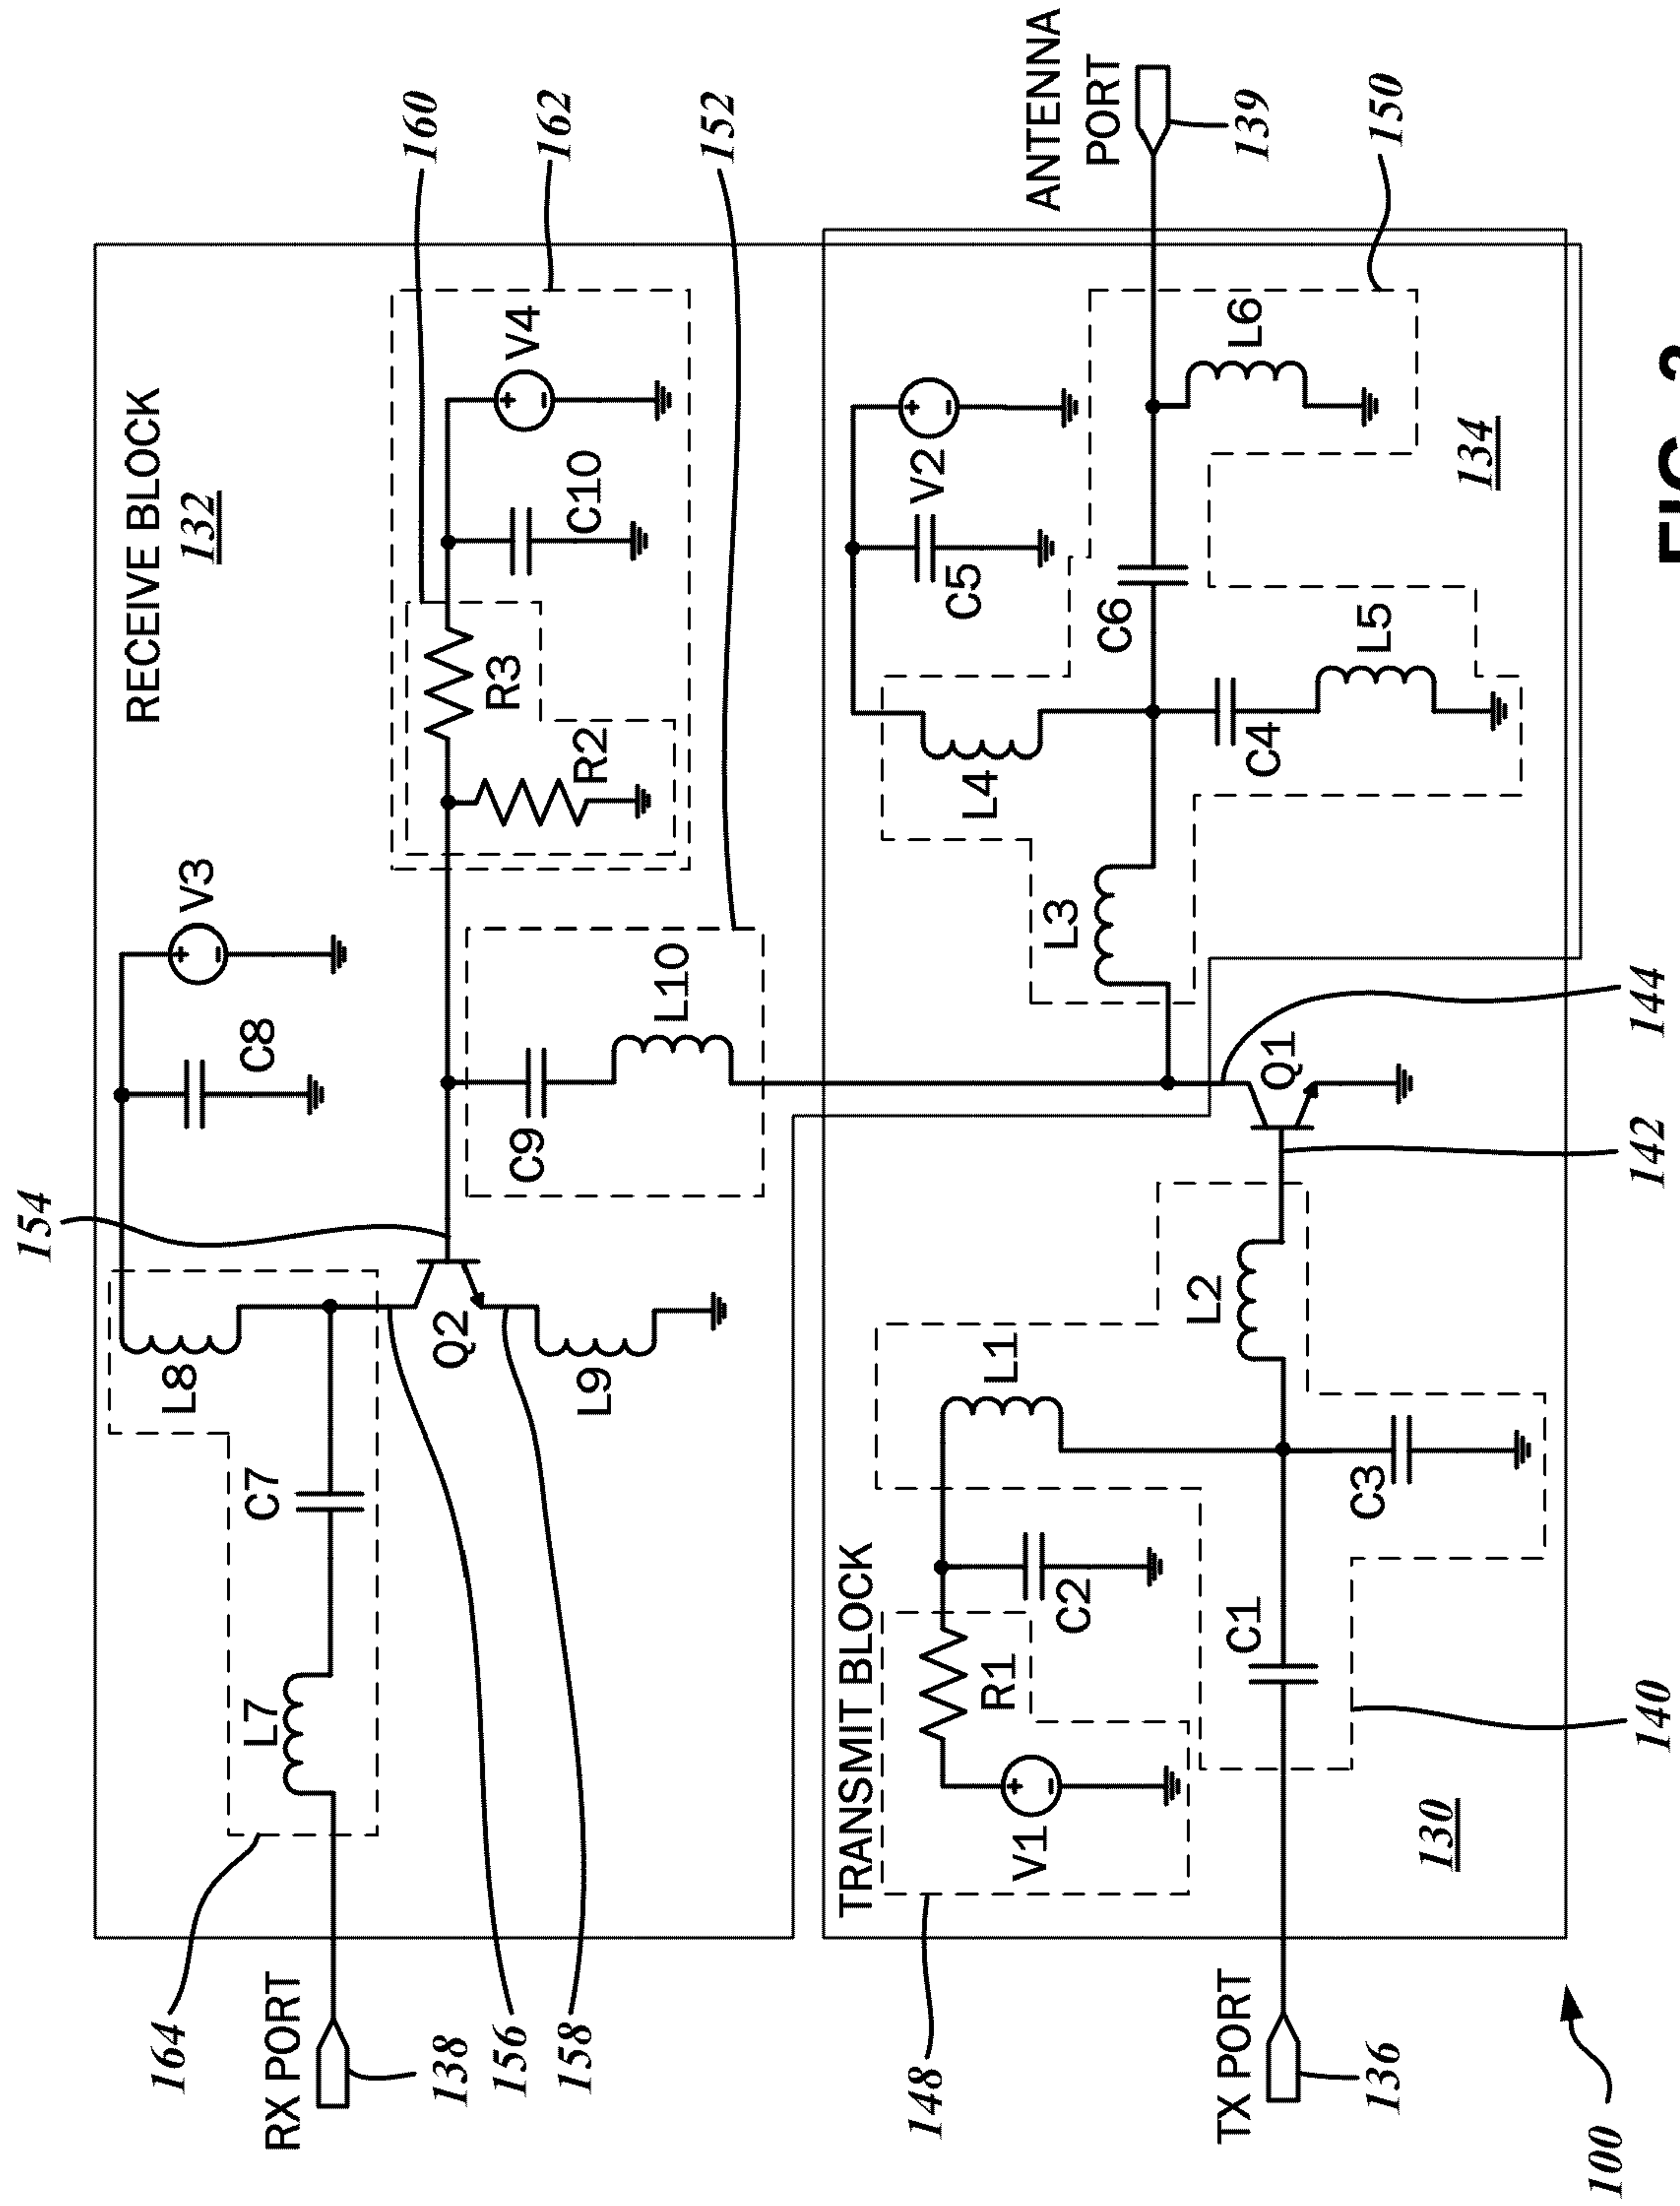 RECEIVE BLOCK
132
160
162
152
154
V3
C8
L8
C7
L7
164
RX PORT
138
156
158
Q2
L9
C9
L10
R2
R3
C10
V4
ANTENNA
PORT
139
150
V2
C5
L4
C6
L6
L3
C4
L5
134
144
142
Q1
L2
L1
C3
TRANSMIT BLOCK
C2
R1
V1
C1
140
130
148
TX PORT
136
100